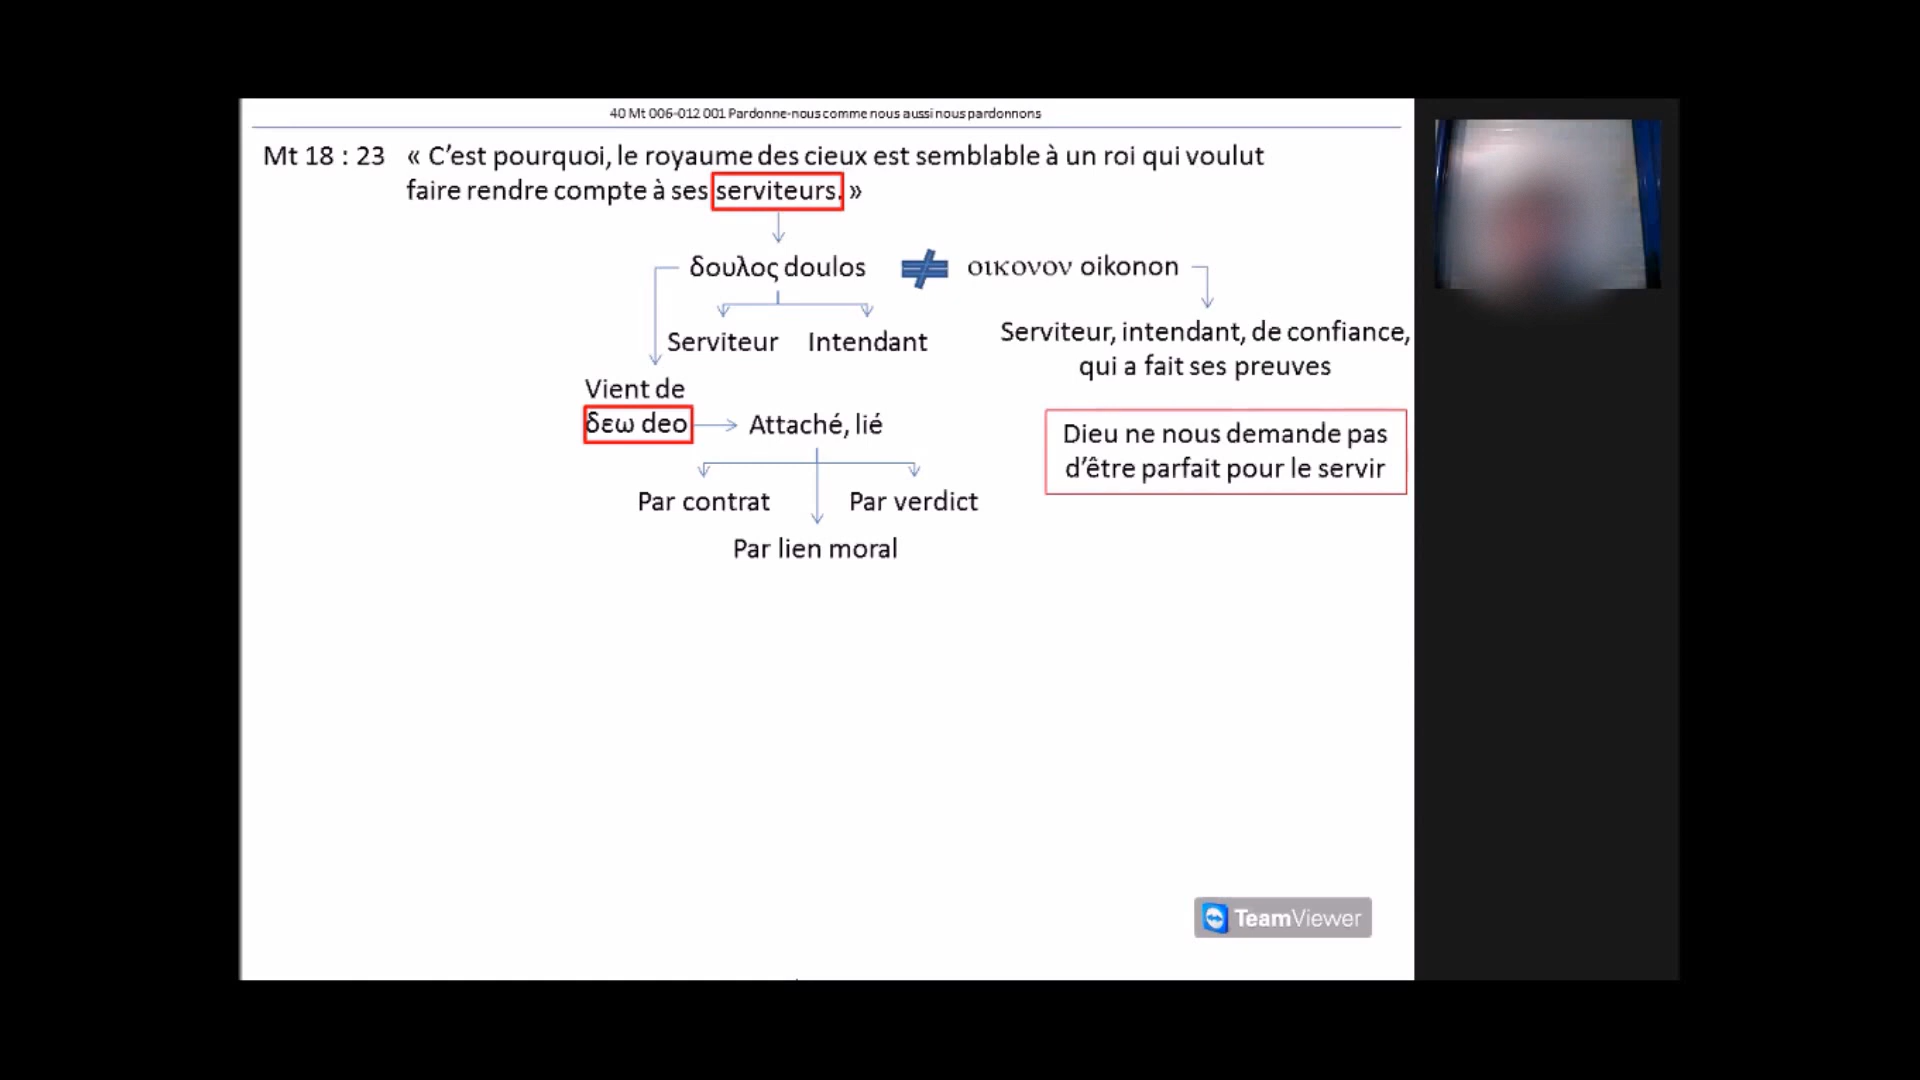 40 Mt 006-012 001 Pardonne-nous comme nous aussi nous pardonnons
Mt 18 : 23 « C’est pourquoi, le royaume des cieux est semblable à un roi qui voulut
faire rendre compte à ses serviteurs. »
δουλος doulos ≠ οικονον oikonon
Serviteur Intendant
Serviteur, intendant, de confiance,
qui a fait ses preuves
Vient de
δεω deo Attaché, lié
Dieu ne nous demande pas
d’être parfait pour le servir
Par contrat Par verdict
Par lien moral
TeamViewer